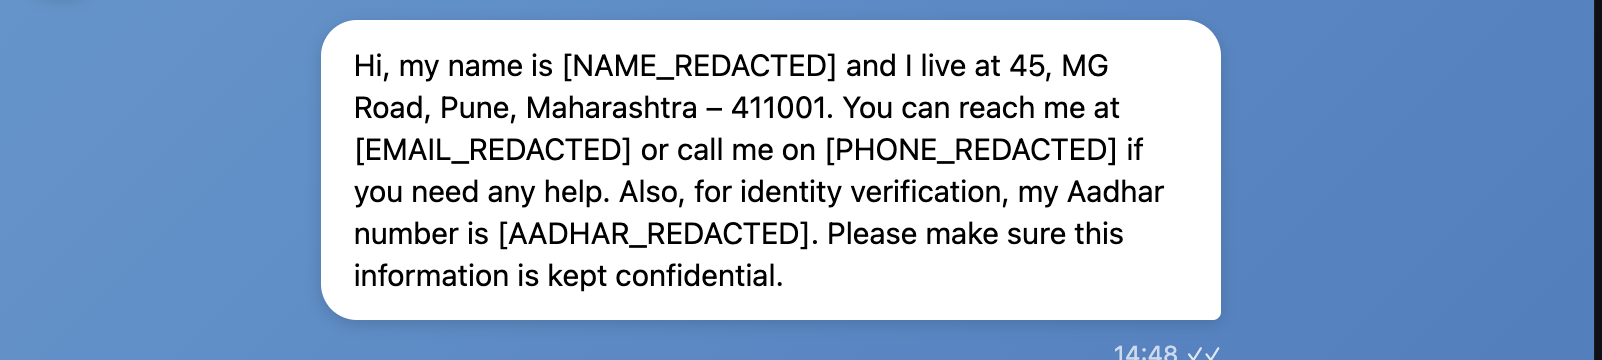 Hi, my name is [NAME_REDACTED] and I live at 45, MG
Road, Pune, Maharashtra – 411001. You can reach me at
[EMAIL_REDACTED] or call me on [PHONE_REDACTED] if
you need any help. Also, for identity verification, my Aadhar
number is [AADHAR_REDACTED]. Please make sure this
information is kept confidential.
14:48 ✓✓